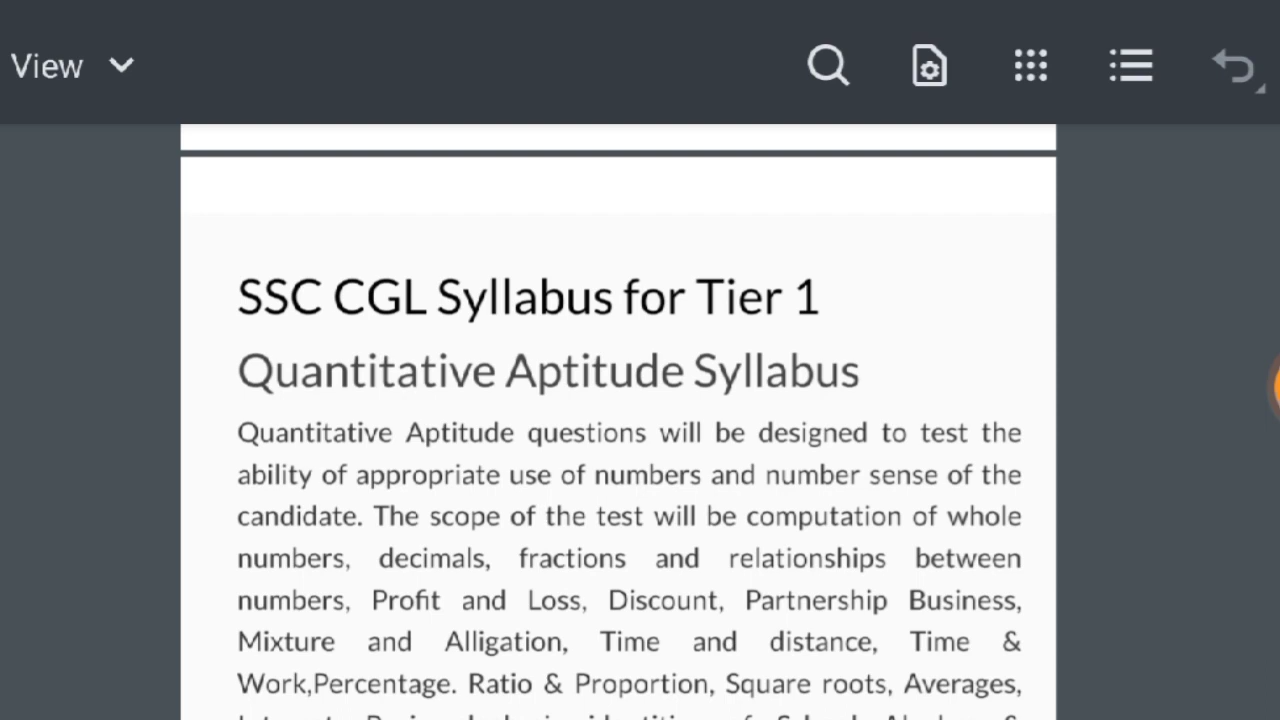 View
SSC CGL Syllabus for Tier 1
Quantitative Aptitude Syllabus
Quantitative Aptitude questions will be designed to test the
ability of appropriate use of numbers and number sense of the
candidate. The scope of the test will be computation of whole
numbers, decimals, fractions and relationships between
numbers, Profit and Loss, Discount, Partnership Business,
Mixture and Alligation, Time and distance, Time &
Work,Percentage. Ratio & Proportion, Square roots, Averages,